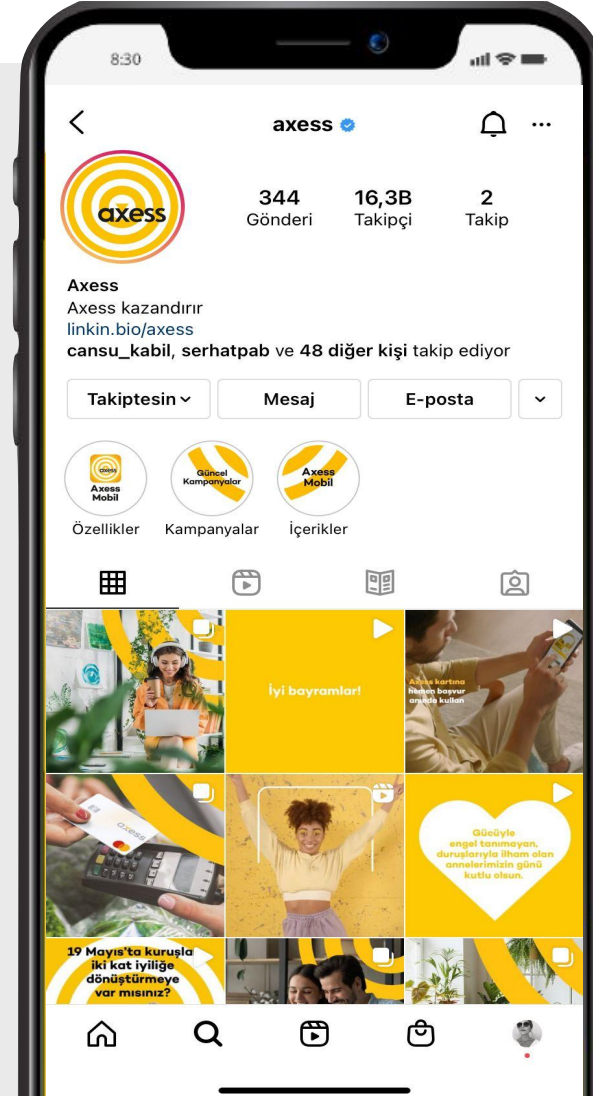 8:30
axess
axess
344
Gönderi
16,3B
Takipçi
2
Takip
Axess
Axess kazandırır
linkin.bio/axess
cansu_kabil, serhatpab ve 48 diğer kişi takip ediyor
Takiptesin
Mesaj
E-posta
axess
Axess
Mobil
Güncel
Kampanyalar
Axess
Mobil
Özellikler
Kampanyalar
İçerikler
İyi bayramlar!
Axess kartına
hemen başvur
anında kullan
axess
Gücüyle
engel tanımayan,
duruşlarıyla ilham olan
annelerimizin günü
kutlu olsun.
19 Mayıs'ta kuruşla
iki kat iyiliğe
dönüştürmeye
var mısınız?